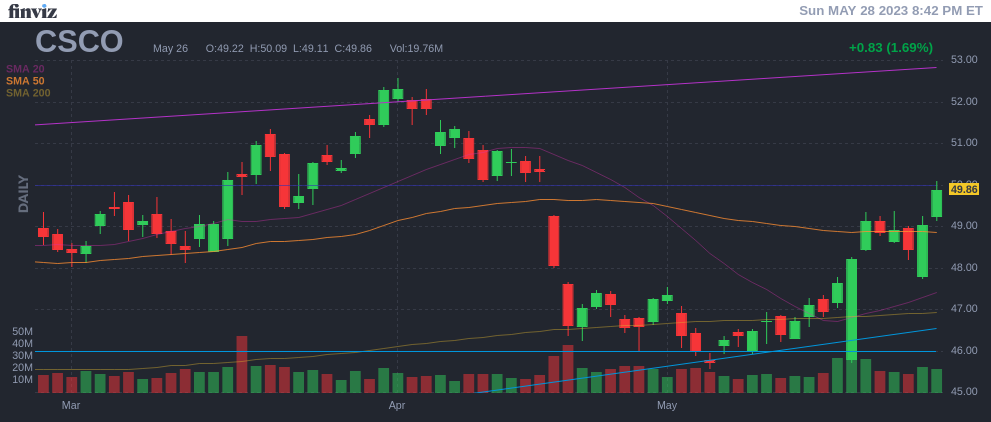 finviz Sun MAY 28 2023 8:42 PM ET
CSCO May 26 O:49.22 H:50.09 L:49.11 C:49.86 Vol:19.76M +0.83 (1.69%)
SMA 20
SMA 50
SMA 200
DAILY
53.00
52.00
51.00
49.86
49.00
48.00
47.00
46.00
45.00
50M
40M
30M
20M
10M
Mar Apr May